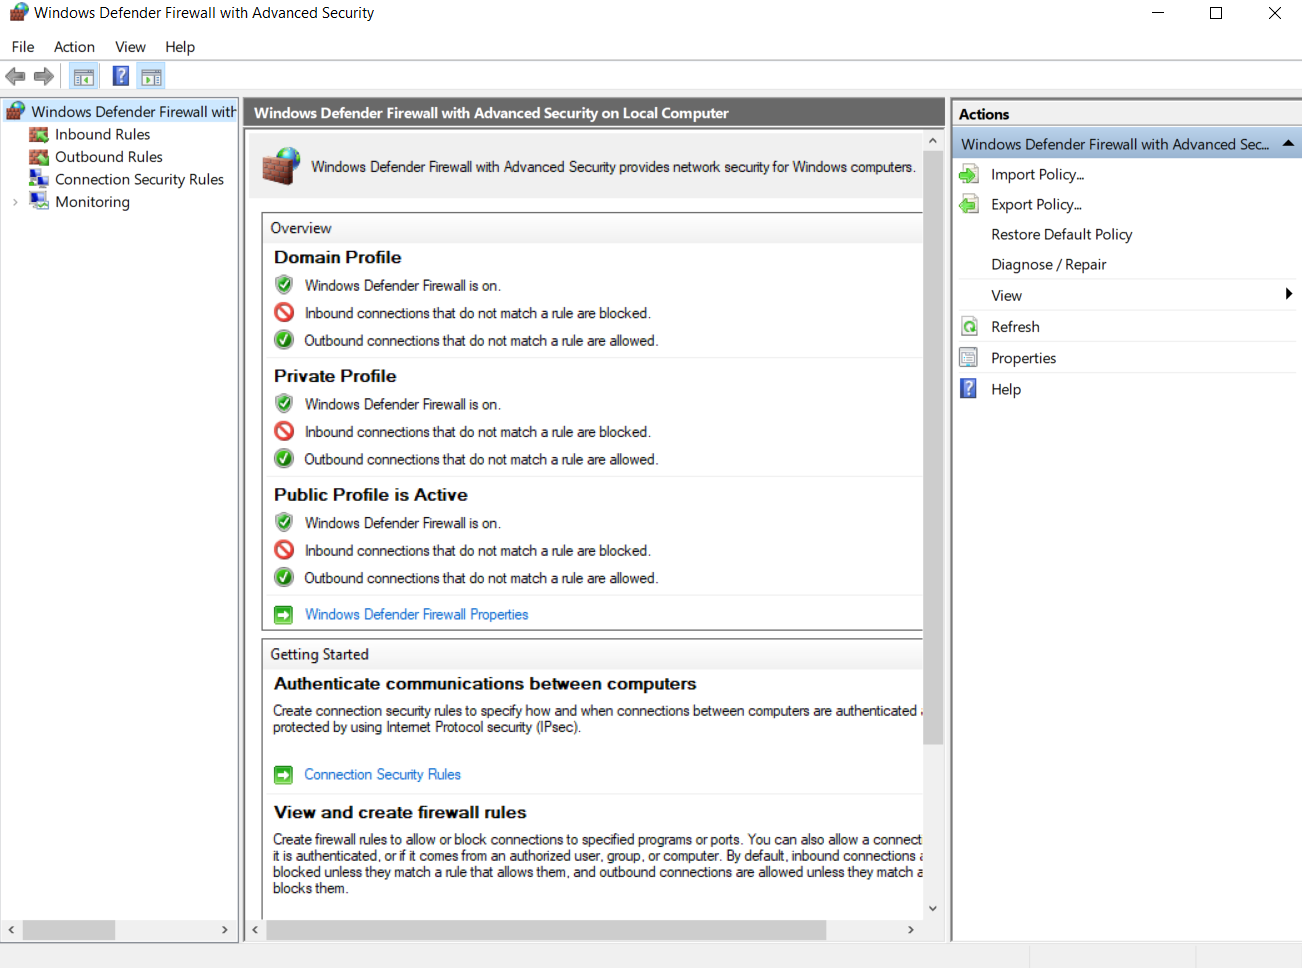 Windows Defender Firewall with Advanced Security
File Action View Help
Windows Defender Firewall with
Inbound Rules
Outbound Rules
Connection Security Rules
Monitoring
Windows Defender Firewall with Advanced Security on Local Computer
Windows Defender Firewall with Advanced Security provides network security for Windows computers.
Overview
Domain Profile
Windows Defender Firewall is on.
Inbound connections that do not match a rule are blocked.
Outbound connections that do not match a rule are allowed.
Private Profile
Windows Defender Firewall is on.
Inbound connections that do not match a rule are blocked.
Outbound connections that do not match a rule are allowed.
Public Profile is Active
Windows Defender Firewall is on.
Inbound connections that do not match a rule are blocked.
Outbound connections that do not match a rule are allowed.
Windows Defender Firewall Properties
Getting Started
Authenticate communications between computers
Create connection security rules to specify how and when connections between computers are authenticated
protected by using Internet Protocol security (IPsec).
Connection Security Rules
View and create firewall rules
Create firewall rules to allow or block connections to specified programs or ports. You can also allow a connect
it is authenticated, or if it comes from an authorized user, group, or computer. By default, inbound connections
blocked unless they match a rule that allows them, and outbound connections are allowed unless they match a
blocks them.
Actions
Windows Defender Firewall with Advanced Sec...
Import Policy...
Export Policy...
Restore Default Policy
Diagnose / Repair
View
Refresh
Properties
Help